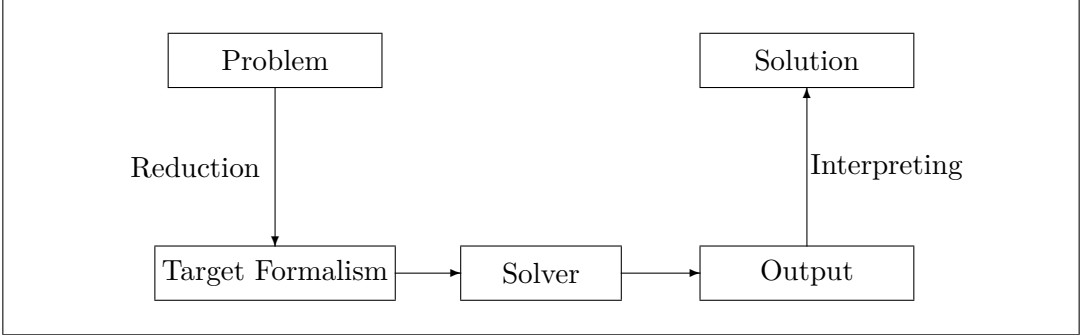 Problem
Solution
Reduction
Interpreting
Target Formalism
Solver
Output